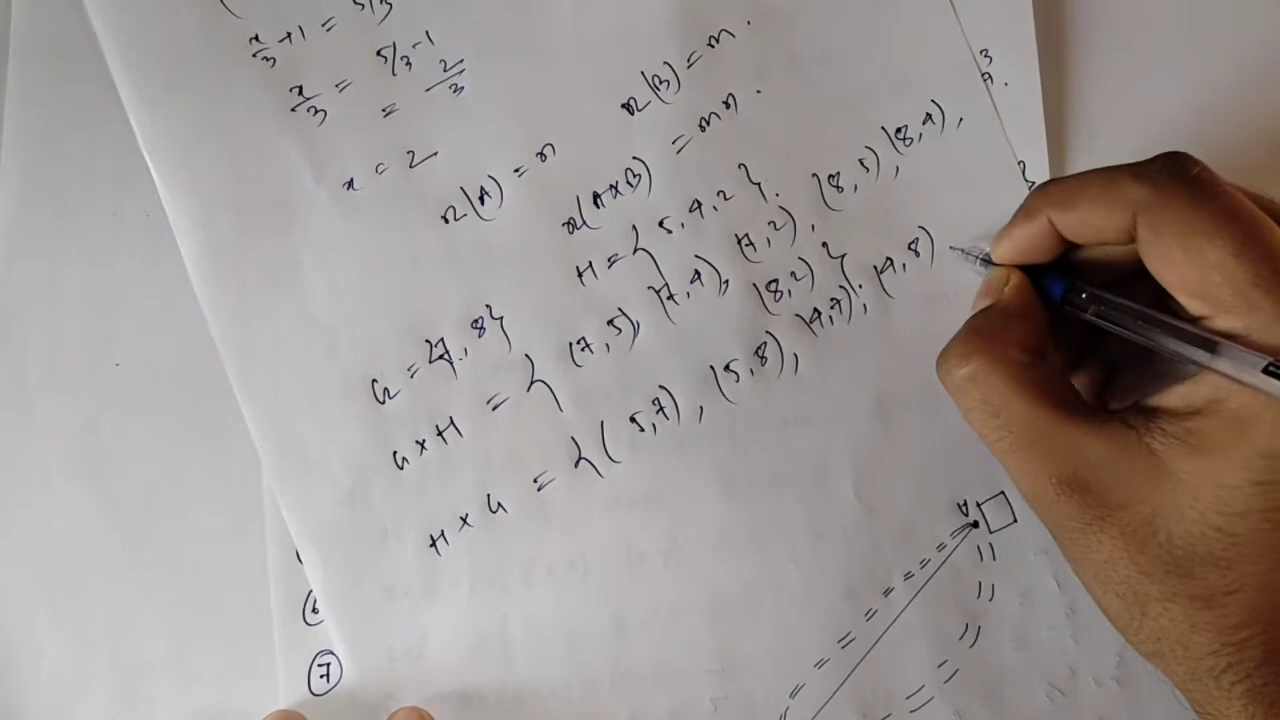 x/3 + 1 = 5/3
x/3 = 5/3 - 1
= 2/3
x = 2
n(A) = n
n(B) = m.
n(A×B) = mn.
G = {7, 8}
H = {5, 4, 2}.
G × H = { (7, 5), (7, 4), (7, 2), (8, 5) (8, 4),
(8, 2) }
H × G = { (5, 7), (5, 8), (4, 7), (4, 8)
A
7